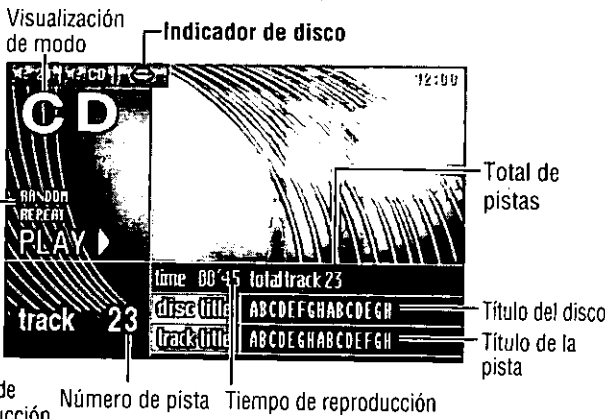 Visualización
de modo
Indicador de disco
CD
12:00
CD
RANDOM
REPEAT
PLAY
Total de
pistas
time 00'45 total track 23
disc title ABCDEFGHABCDEGH
Título del disco
track 23
track title ABCDEGHABCDEFGH
Título de la
pista
de
ucción
Número de pista
Tiempo de reproducción